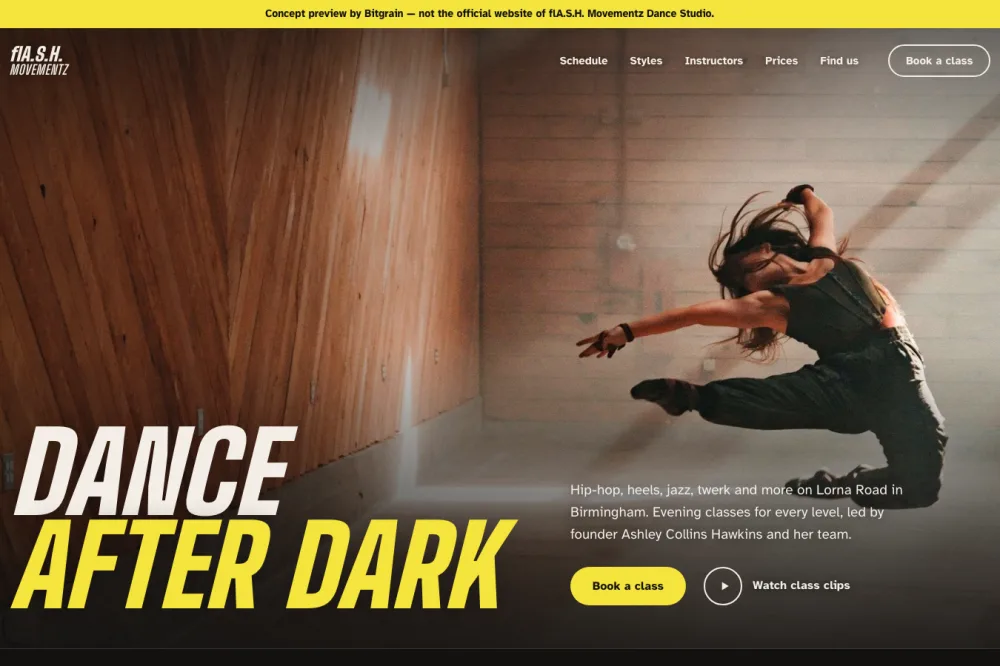 Concept preview by Bitgrain — not the official website of flA.S.H. Movementz Dance Studio.
flA.S.H.
MOVEMENTZ
Schedule Styles Instructors Prices Find us Book a class
DANCE
AFTER DARK
Hip-hop, heels, jazz, twerk and more on Lorna Road in
Birmingham. Evening classes for every level, led by
founder Ashley Collins Hawkins and her team.
Book a class Watch class clips